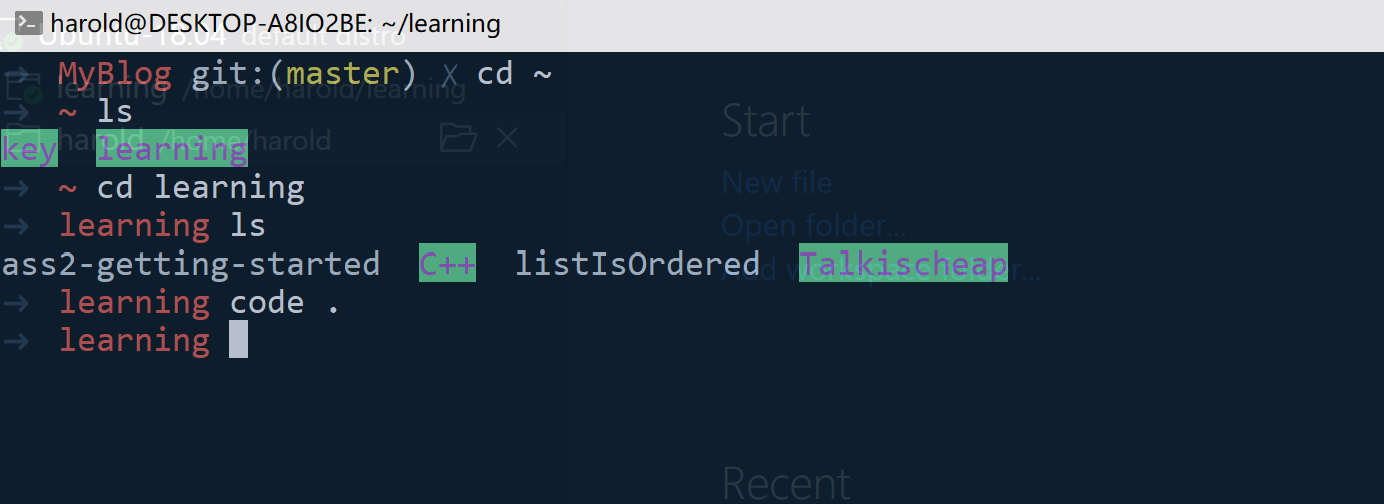 harold@DESKTOP-A8IO2BE: ~/learning
Ubuntu-18.04 default distro
➜ MyBlog git:(master) ✗ cd ~
learning /home/harold/learning
➜ ~ ls
harold /home/harold
key learning
➜ ~ cd learning
➜ learning ls
ass2-getting-started C++ listIsOrdered Talkischeap
➜ learning code .
➜ learning
Start
New file
Open folder...
Add workspace folder...
Recent